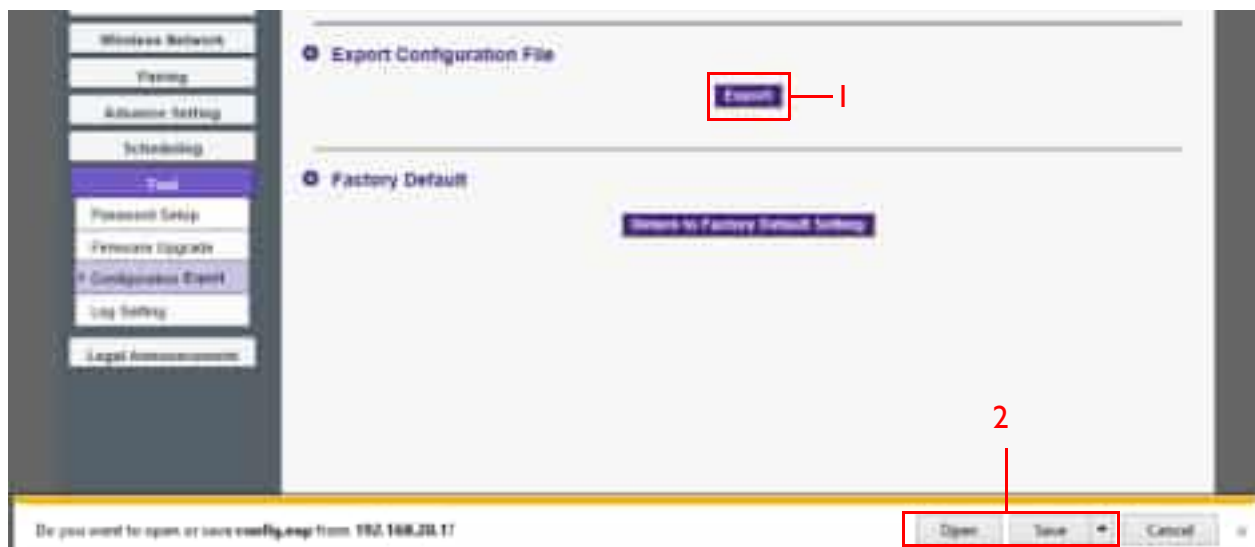 Wireless Network
Pairing
Advance Setting
Scheduling
Tool
Password Setup
Firmware Upgrade
Configuration Export
Log Setting
Legal Announcement
Export Configuration File
Export
1
Factory Default
Return to Factory Default Setting
2
Do you want to open or save config.exp from 192.168.20.1?
Open
Save
Cancel